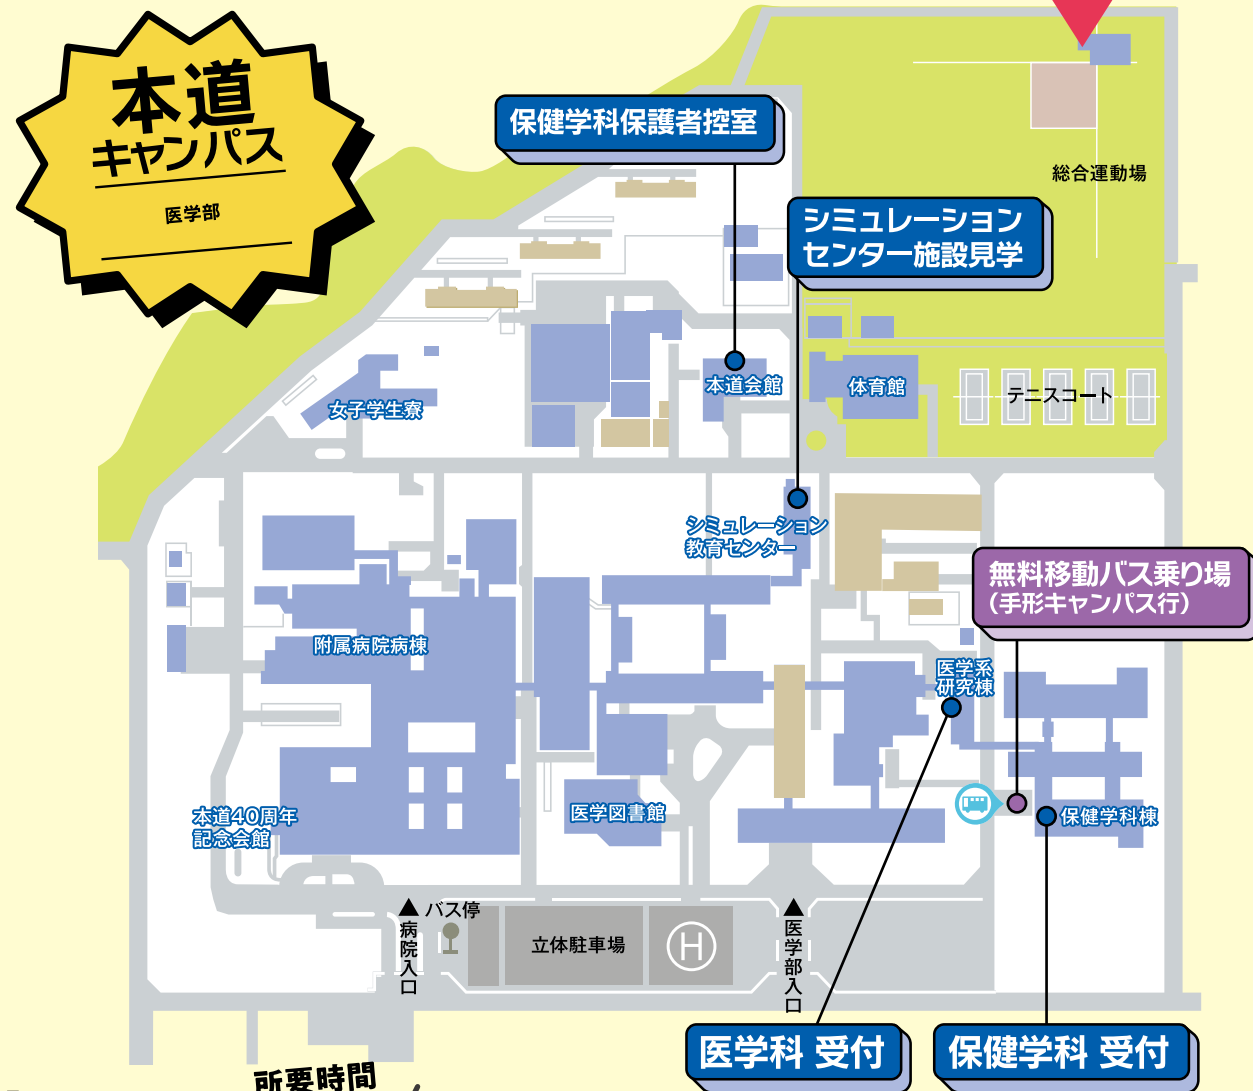 本道
キャンパス
医学部
保健学科保護者控室
総合運動場
シミュレーション
センター施設見学
本道会館
体育館
テニスコート
女子学生寮
シミュレーション
教育センター
無料移動バス乗り場
（手形キャンパス行）
附属病院病棟
医学系
研究棟
本道40周年
記念会館
医学図書館
保健学科棟
バス停
病院入口
立体駐車場
H
医学部入口
医学科 受付
保健学科 受付
所要時間